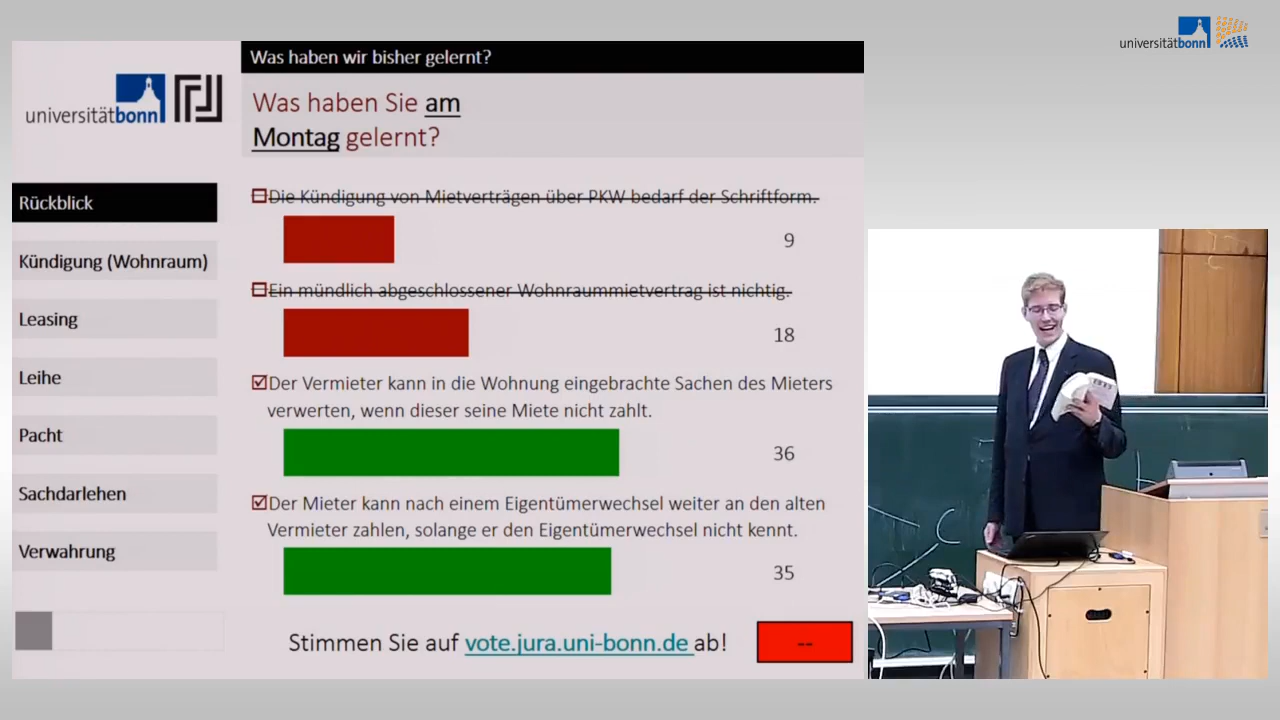 universitätbonn
Was haben wir bisher gelernt?
universitätbonn
Was haben Sie am
Montag gelernt?
Rückblick
Kündigung (Wohnraum)
Leasing
Leihe
Pacht
Sachdarlehen
Verwahrung
Die Kündigung von Mietverträgen über PKW bedarf der Schriftform.
9
Ein mündlich abgeschlossener Wohnraummietvertrag ist nichtig.
18
Der Vermieter kann in die Wohnung eingebrachte Sachen des Mieters
verwerten, wenn dieser seine Miete nicht zahlt.
36
Der Mieter kann nach einem Eigentümerwechsel weiter an den alten
Vermieter zahlen, solange er den Eigentümerwechsel nicht kennt.
35
Stimmen Sie auf vote.jura.uni-bonn.de ab!
--